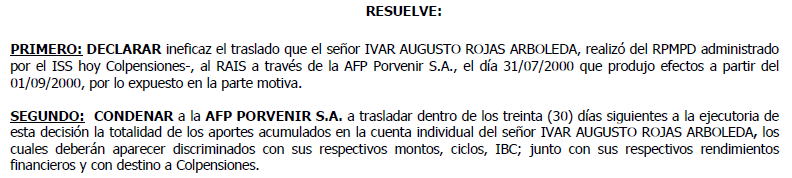 RESUELVE:
PRIMERO: DECLARAR ineficaz el traslado que el señor IVAR AUGUSTO ROJAS ARBOLEDA, realizó del RPMPD administrado
por el ISS hoy Colpensiones-, al RAIS a través de la AFP Porvenir S.A., el día 31/07/2000 que produjo efectos a partir del
01/09/2000, por lo expuesto en la parte motiva.
SEGUNDO: CONDENAR a la AFP PORVENIR S.A. a trasladar dentro de los treinta (30) días siguientes a la ejecutoria de
esta decisión la totalidad de los aportes acumulados en la cuenta individual del señor IVAR AUGUSTO ROJAS ARBOLEDA, los
cuales deberán aparecer discriminados con sus respectivos montos, ciclos, IBC; junto con sus respectivos rendimientos
financieros y con destino a Colpensiones.